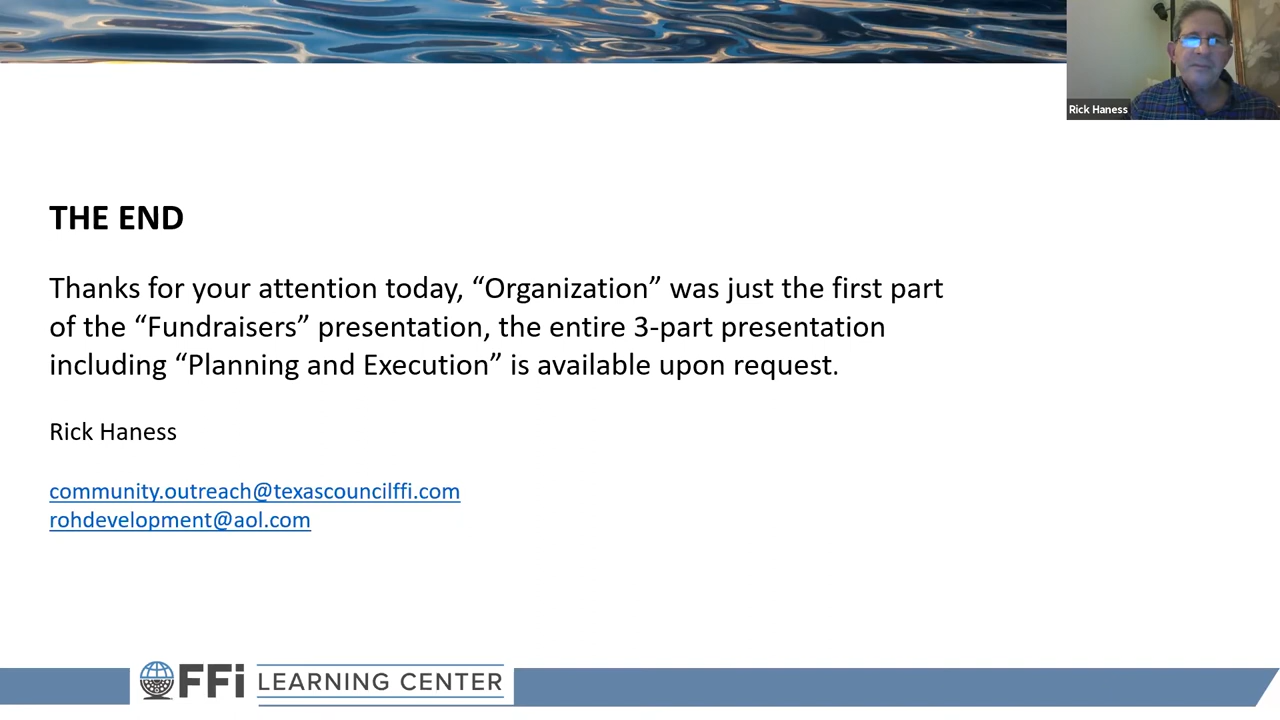 Rick Haness
THE END
Thanks for your attention today, “Organization” was just the first part
of the “Fundraisers” presentation, the entire 3-part presentation
including “Planning and Execution” is available upon request.
Rick Haness
community.outreach@texascouncilffi.com
rohdevelopment@aol.com
FFi LEARNING CENTER